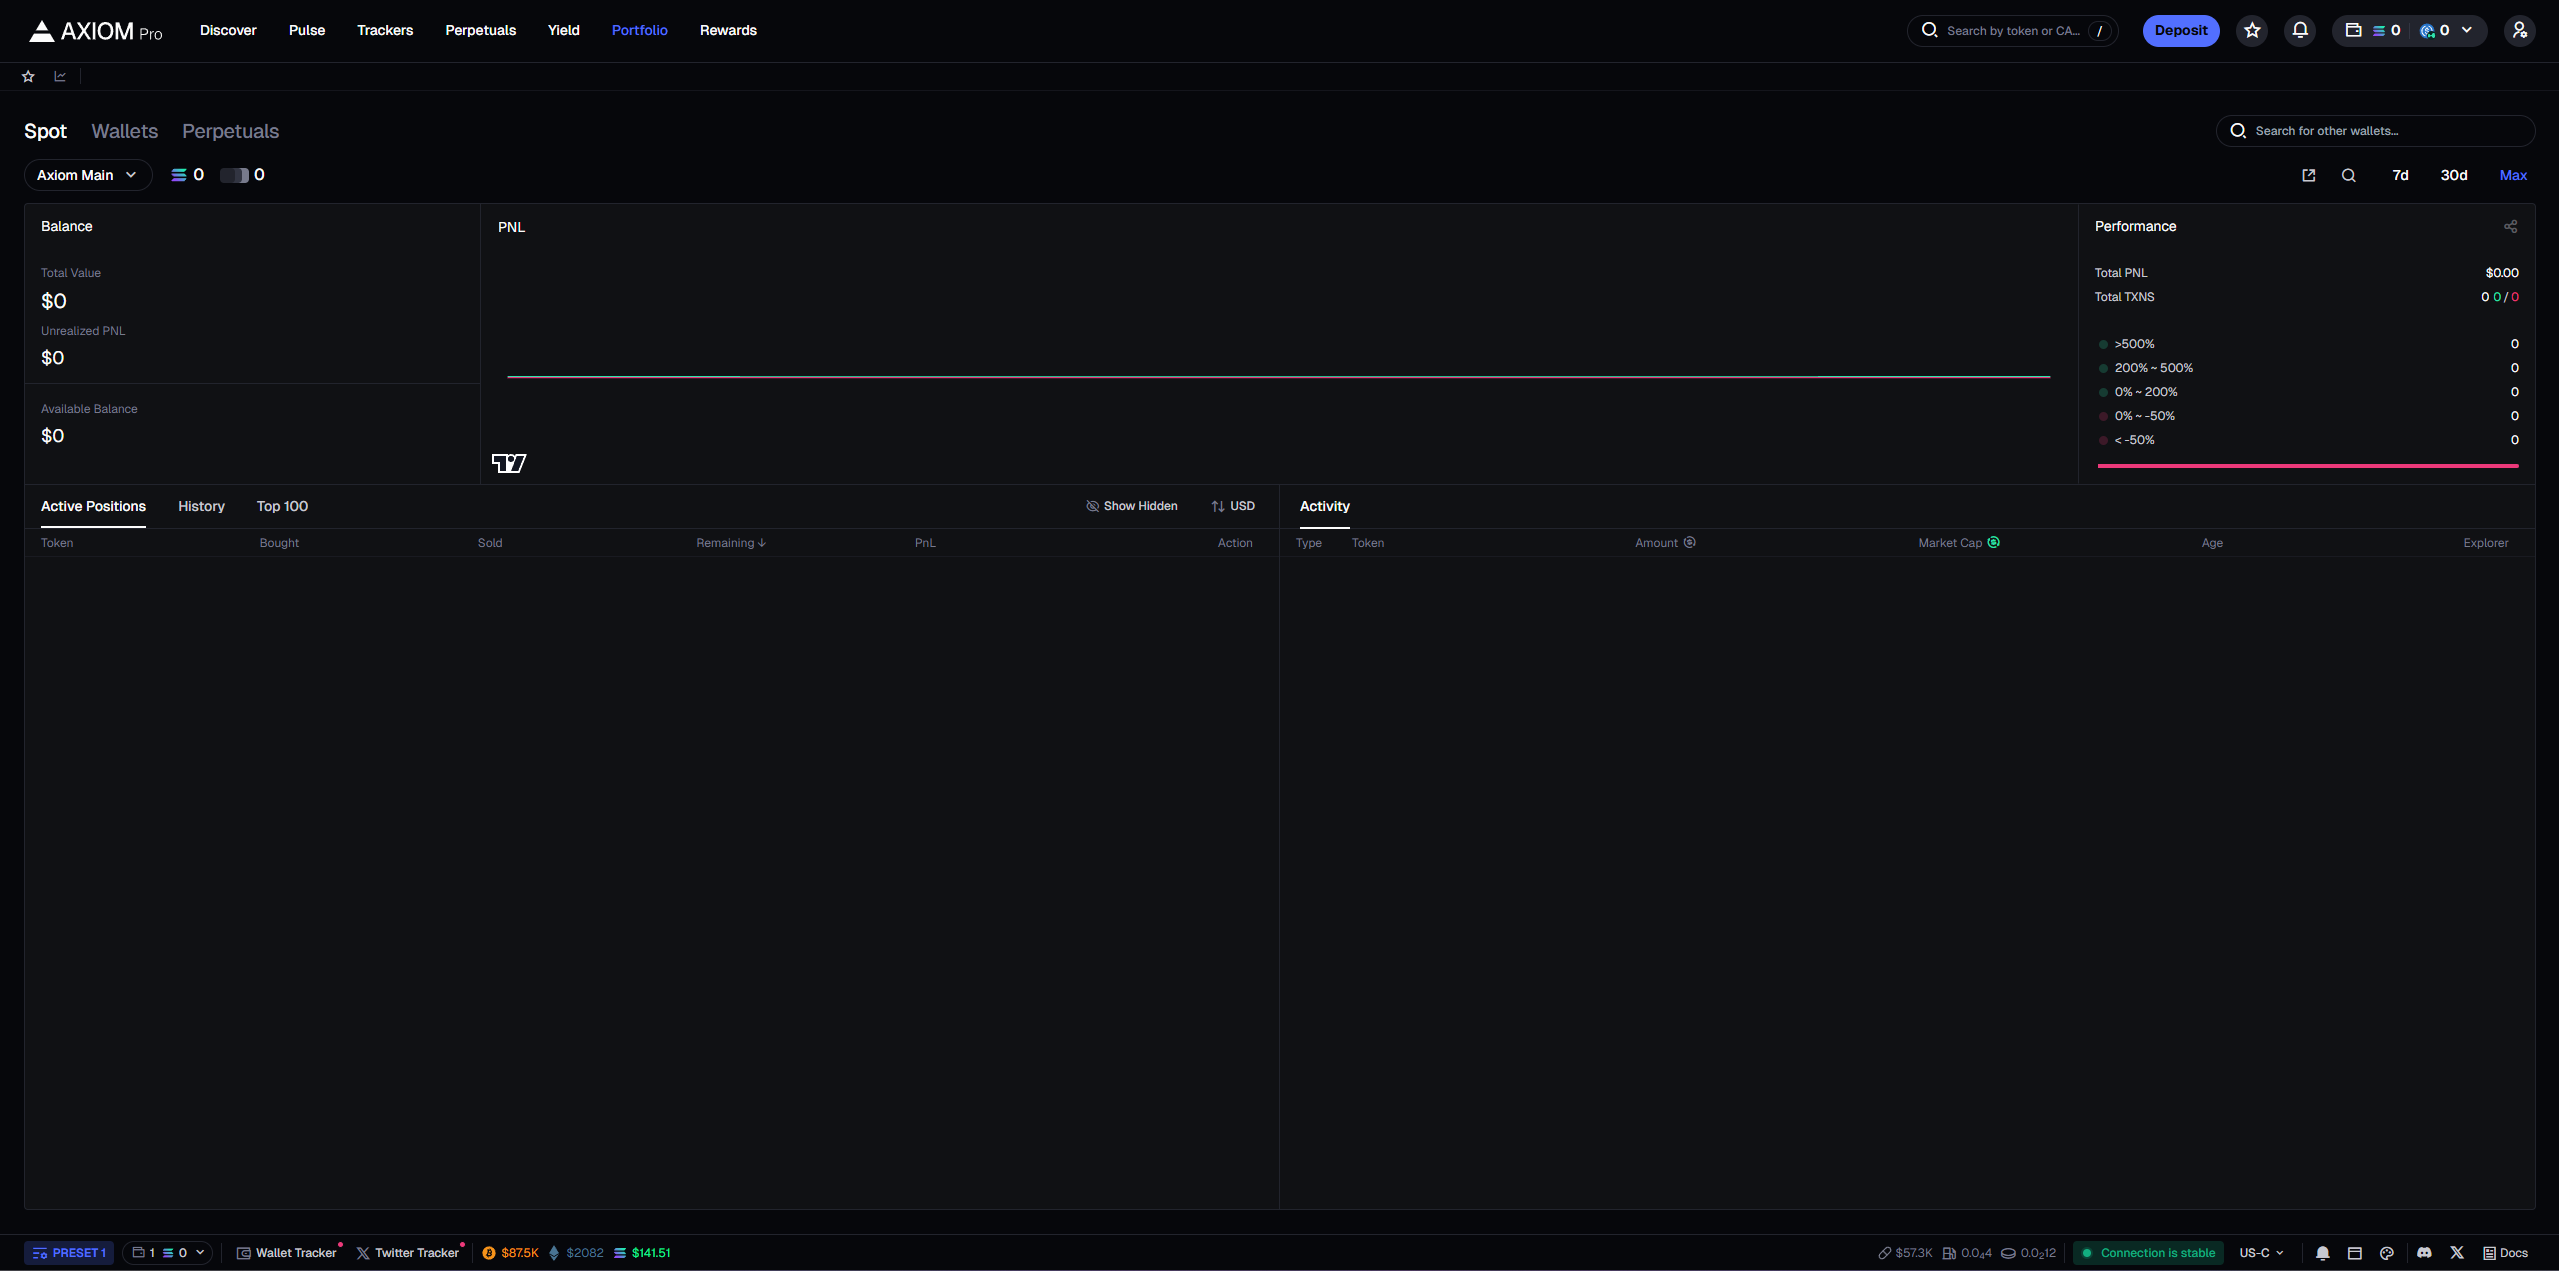 AXIOM Pro Discover Pulse Trackers Perpetuals Yield Portfolio Rewards Search by token or CA... / Deposit 0 0
Spot Wallets Perpetuals Search for other wallets...
Axiom Main 0 0 7d 30d Max
Balance
Total Value
$0
Unrealized PNL
$0
Available Balance
$0
PNL
Performance
Total PNL $0.00
Total TXNS 0 0 / 0
>500% 0
200% ~ 500% 0
0% ~ 200% 0
0% ~ -50% 0
< -50% 0
Active Positions History Top 100 Show Hidden USD
Token Bought Sold Remaining PnL Action
Activity
Type Token Amount Market Cap Age Explorer
PRESET 1 1 0 Wallet Tracker Twitter Tracker $87.5K $2082 $141.51 $57.3K 0.0₄4 0.0₂12 Connection is stable US-C Docs